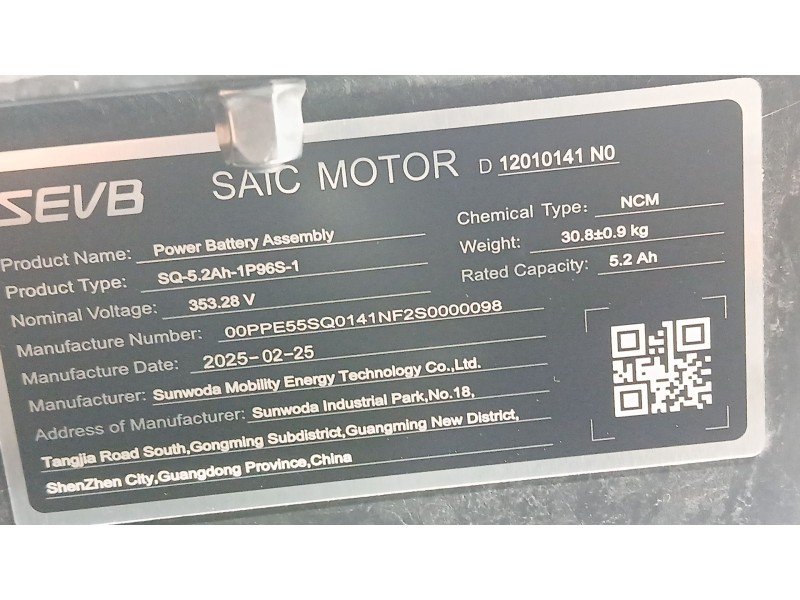 SEVB SAIC MOTOR D 12010141 N0
Product Name: Power Battery Assembly
Chemical Type: NCM
Product Type: SQ-5.2Ah-1P96S-1
Weight: 30.8±0.9 kg
Nominal Voltage: 353.28 V
Rated Capacity: 5.2 Ah
Manufacture Number: 00PPE55SQ0141NF2S0000098
Manufacture Date: 2025-02-25
Manufacturer: Sunwoda Mobility Energy Technology Co.,Ltd.
Address of Manufacturer: Sunwoda Industrial Park,No.18,
Tangjia Road South,Gongming Subdistrict,Guangming New District,
ShenZhen City,Guangdong Province,China